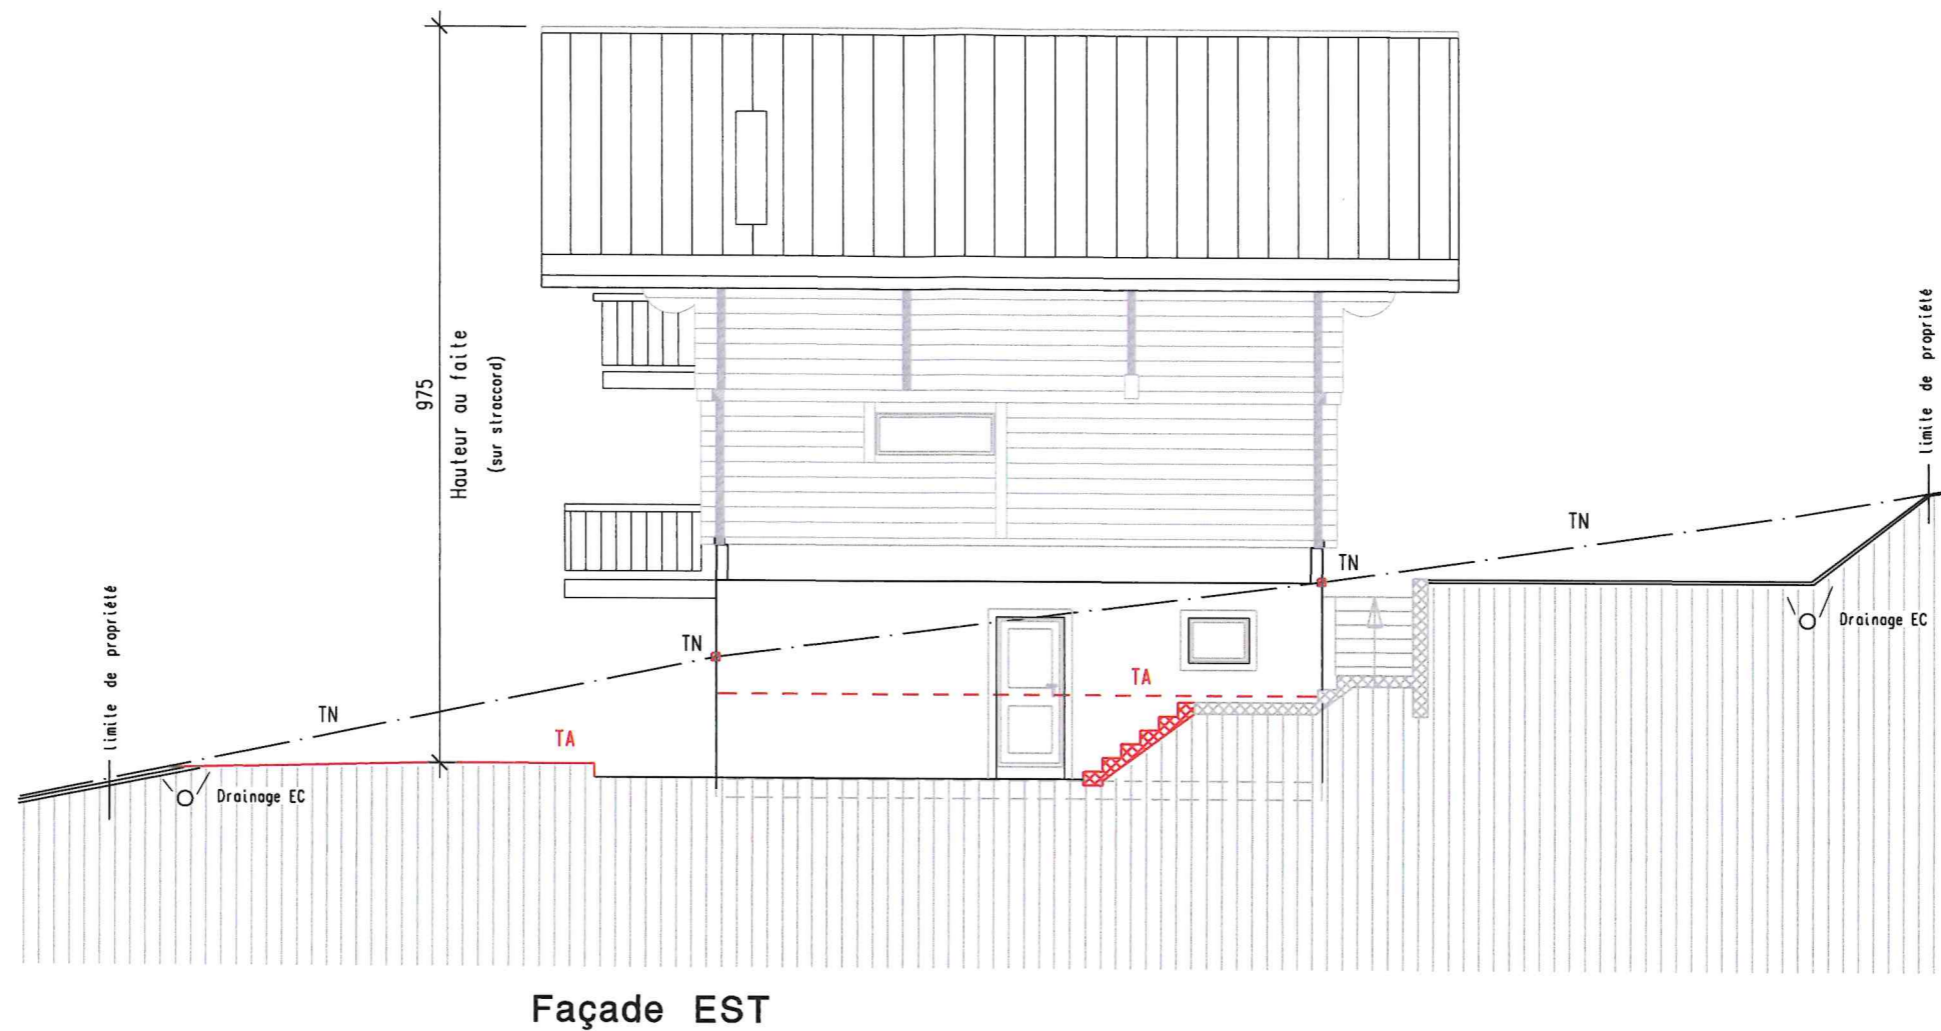 975
Hauteur au faite
(sur straccord)
limite de propriété
TN
TN
TN
limite de propriété
TN
TA
TA
Drainage EC
Drainage EC
Façade EST